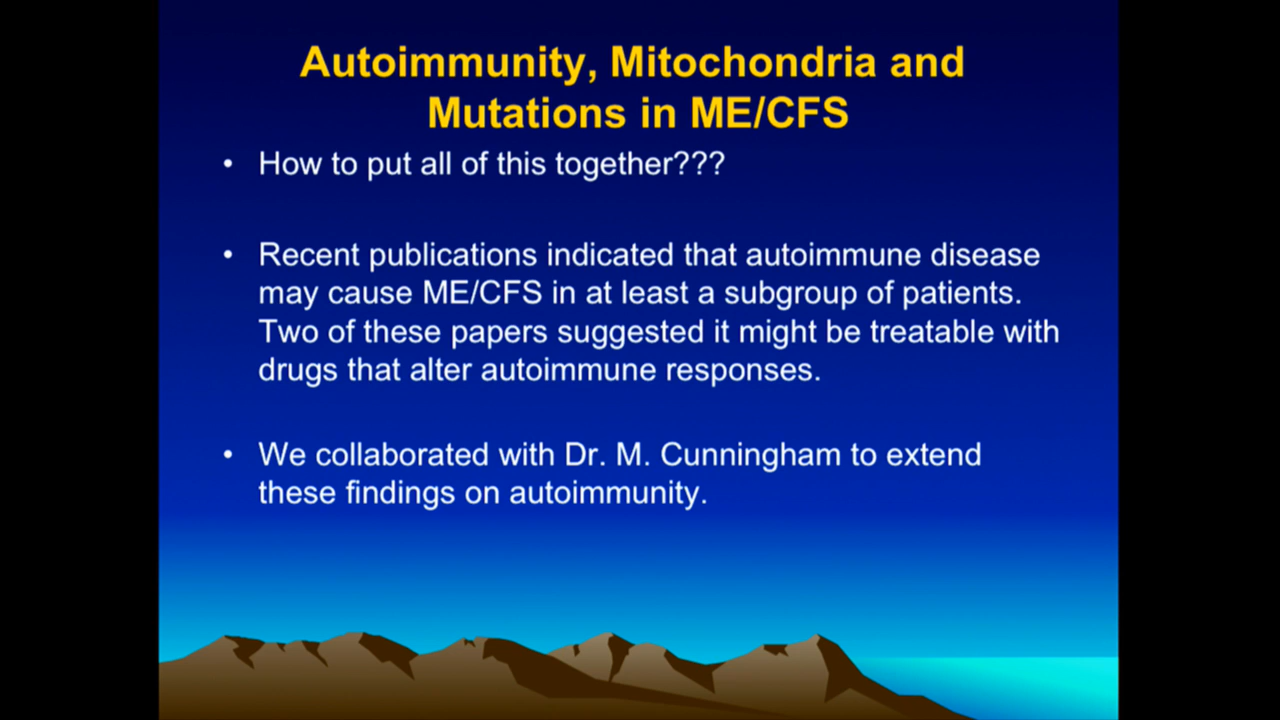 Autoimmunity, Mitochondria and
Mutations in ME/CFS
• How to put all of this together???
• Recent publications indicated that autoimmune disease
may cause ME/CFS in at least a subgroup of patients.
Two of these papers suggested it might be treatable with
drugs that alter autoimmune responses.
• We collaborated with Dr. M. Cunningham to extend
these findings on autoimmunity.